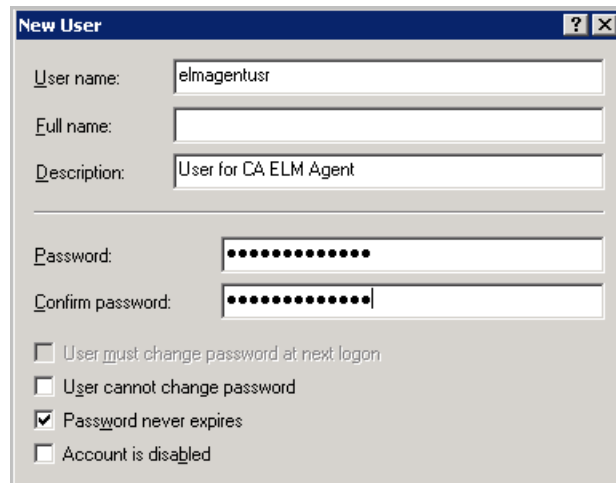 New User
User name: elmagentusr
Full name:
Description: User for CA ELM Agent
Password: ●●●●●●●●●●●●●
Confirm password: ●●●●●●●●●●●●●
User must change password at next logon
User cannot change password
Password never expires
Account is disabled